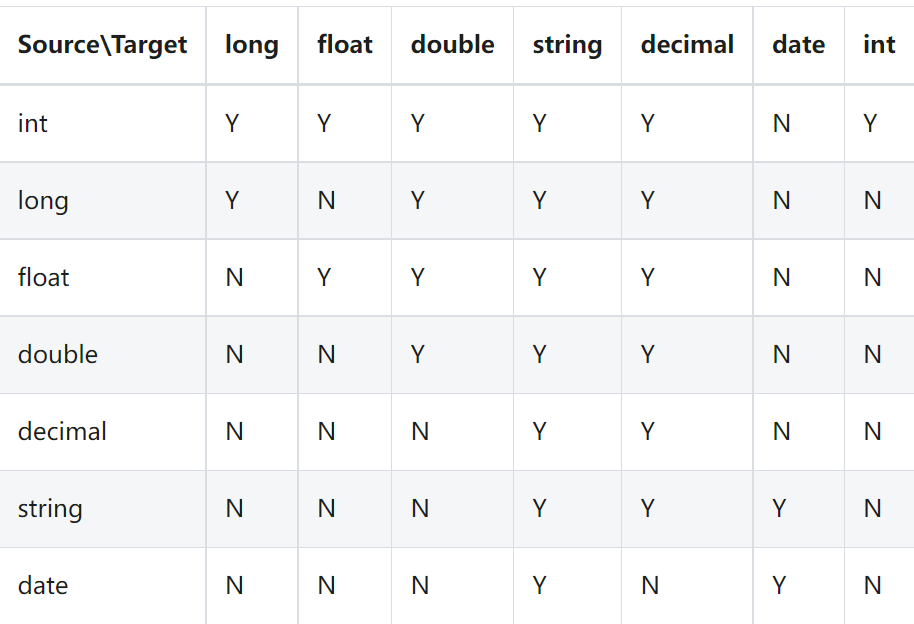 Source\Target long float double string decimal date int
int Y Y Y Y Y N Y
long Y N Y Y Y N N
float N Y Y Y Y N N
double N N Y Y Y N N
decimal N N N Y Y N N
string N N N Y Y Y N
date N N N Y N Y N